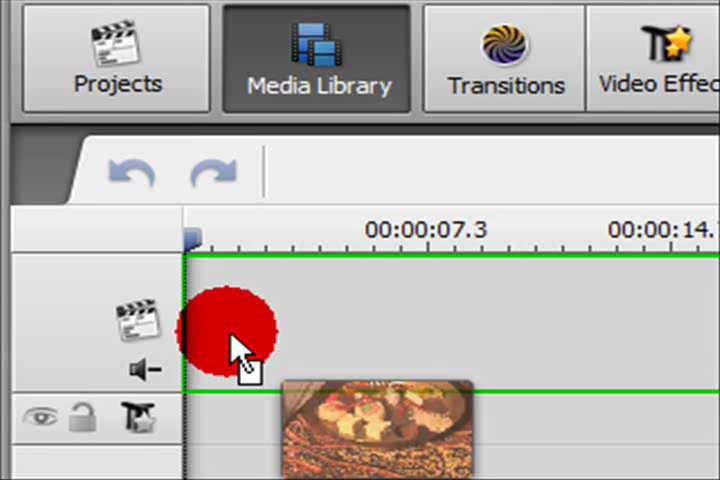 Projects
Media Library
Transitions
Video Effec
00:00:07.3
00:00:14.